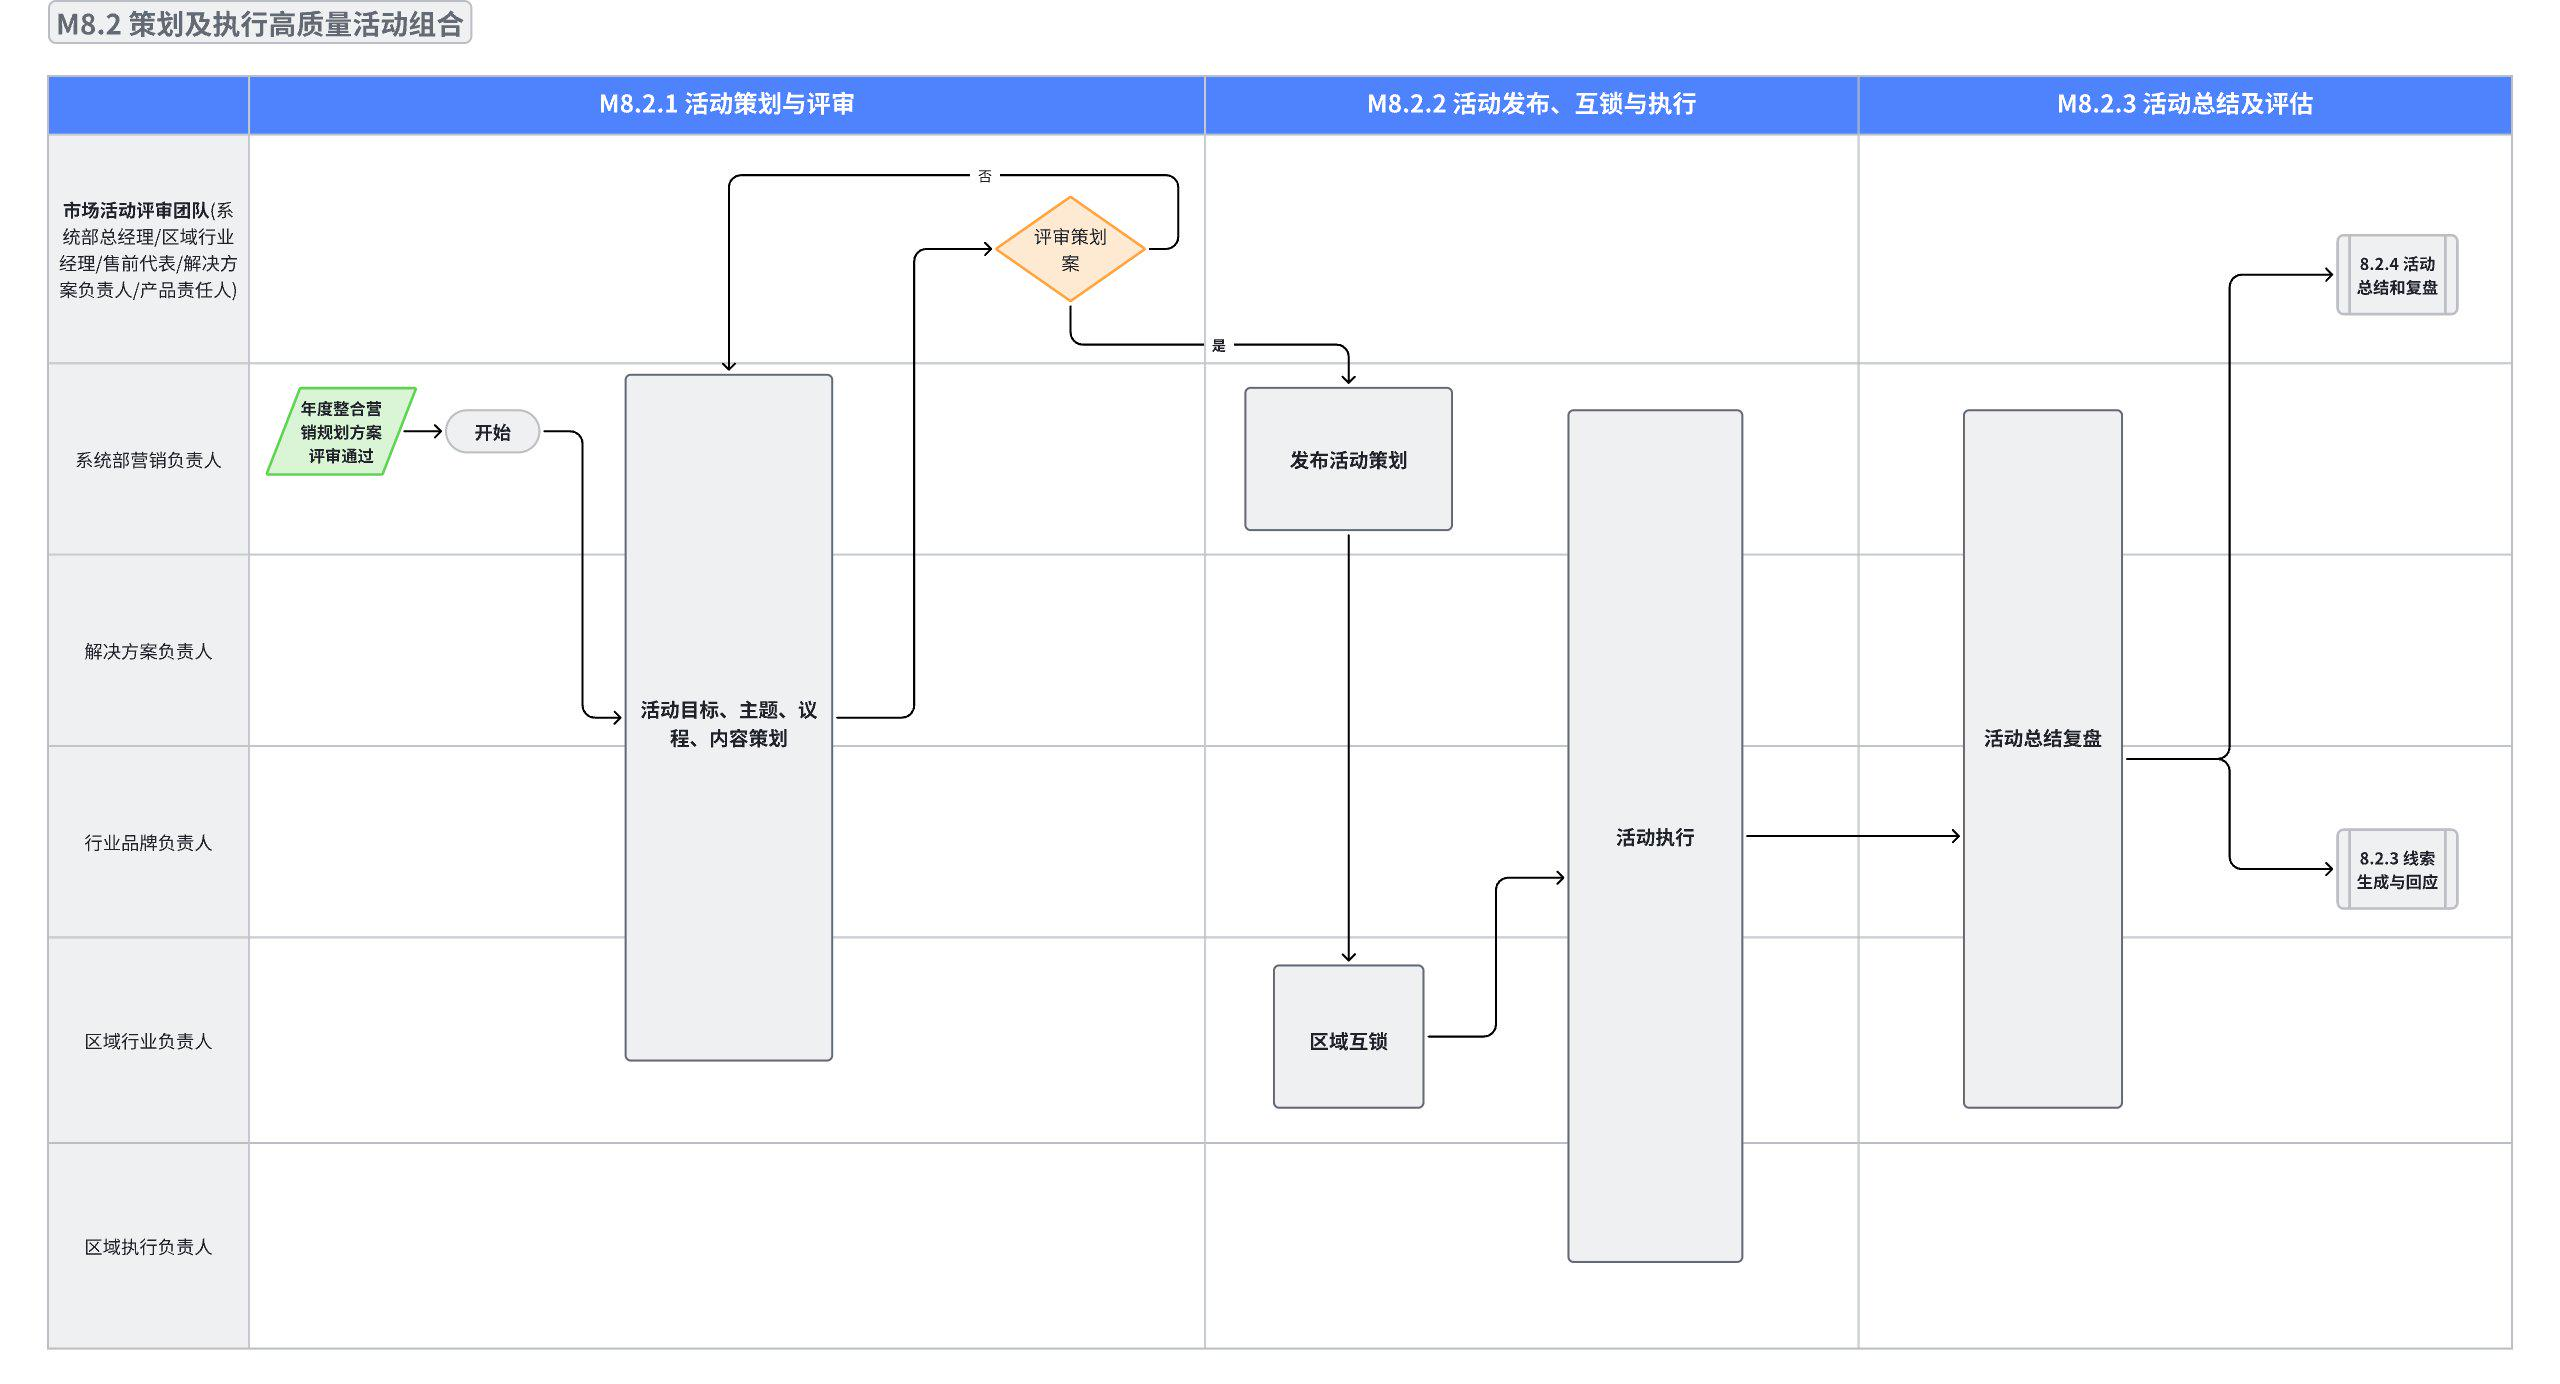 M8.2 策划及执行高质量活动组合
M8.2.1 活动策划与评审
M8.2.2 活动发布、互锁与执行
M8.2.3 活动总结及评估
市场活动评审团队(系
统部总经理/区域行业
经理/售前代表/解决方
案负责人/产品责任人)
否
评审策划
案
是
8.2.4 活动
总结和复盘
系统部营销负责人
年度整合营
销规划方案
评审通过
开始
发布活动策划
解决方案负责人
活动目标、主题、议
程、内容策划
活动总结复盘
行业品牌负责人
活动执行
8.2.3 线索
生成与回应
区域行业负责人
区域互锁
区域执行负责人